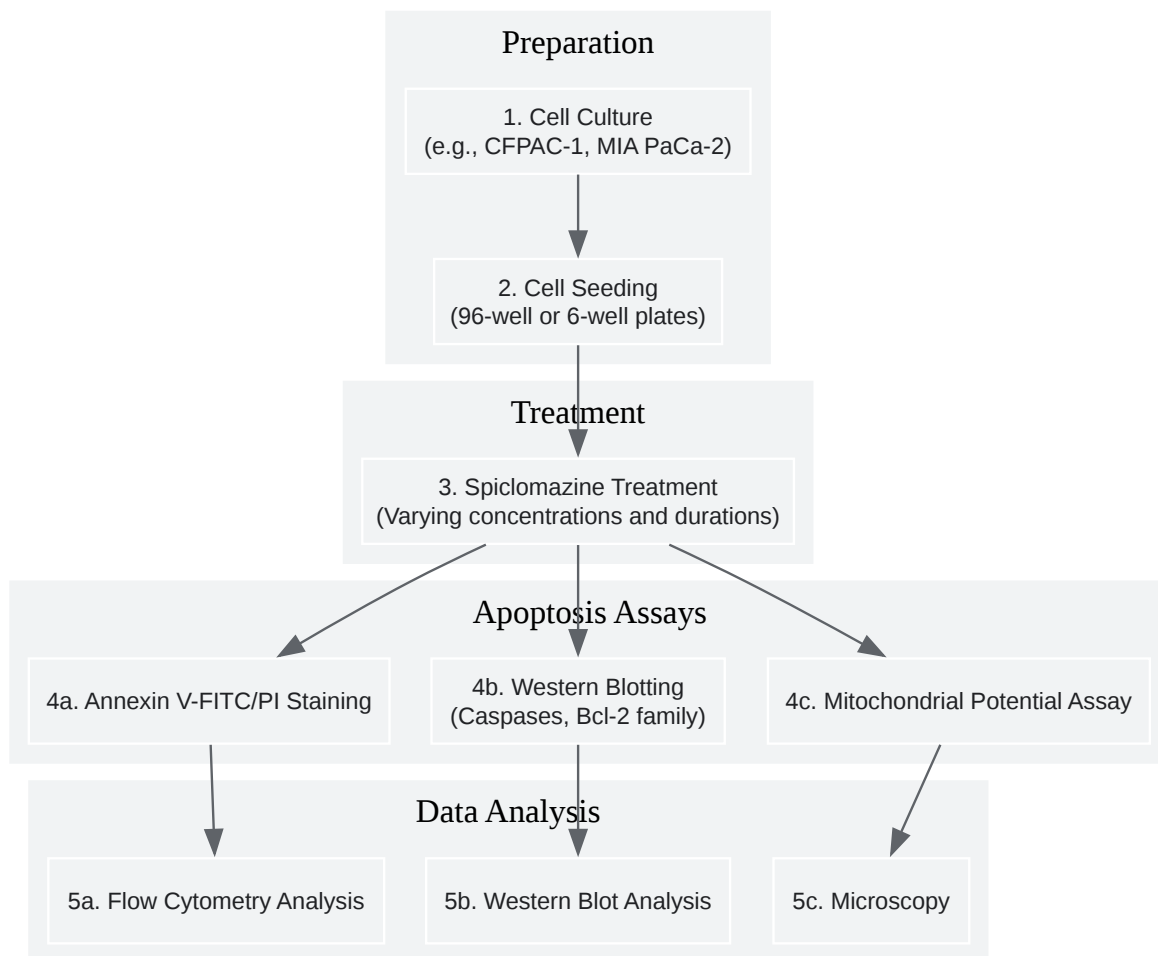 Preparation
1. Cell Culture
(e.g., CFPAC-1, MIA PaCa-2)
2. Cell Seeding
(96-well or 6-well plates)
Treatment
3. Spiclomazine Treatment
(Varying concentrations and durations)
Apoptosis Assays
4a. Annexin V-FITC/PI Staining
4b. Western Blotting
(Caspases, Bcl-2 family)
4c. Mitochondrial Potential Assay
Data Analysis
5a. Flow Cytometry Analysis
5b. Western Blot Analysis
5c. Microscopy